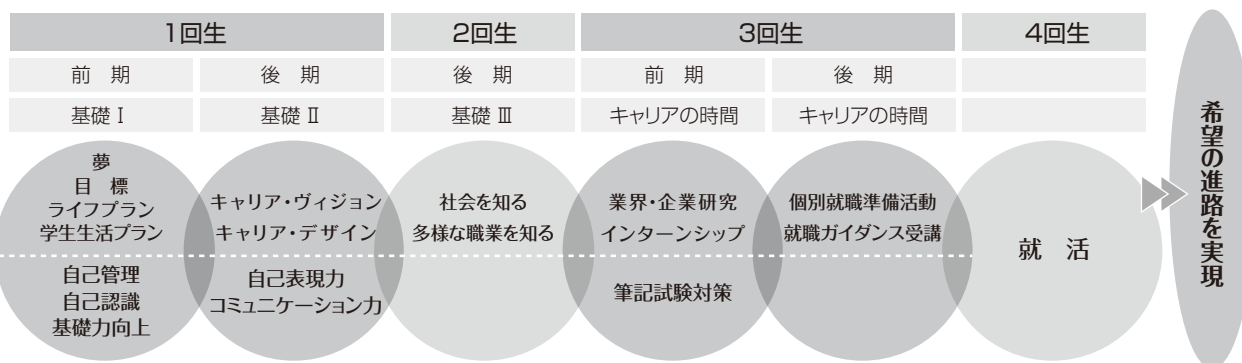 1回生
2回生
3回生
4回生
前　期
後　期
後　期
前　期
後　期
基礎Ⅰ
基礎Ⅱ
基礎Ⅲ
キャリアの時間
キャリアの時間
夢
目　標
ライフプラン
学生生活プラン
自己管理
自己認識
基礎力向上
キャリア・ヴィジョン
キャリア・デザイン
自己表現力
コミュニケーション力
社会を知る
多様な職業を知る
業界・企業研究
インターンシップ
筆記試験対策
個別就職準備活動
就職ガイダンス受講
就　活
希望の進路を実現